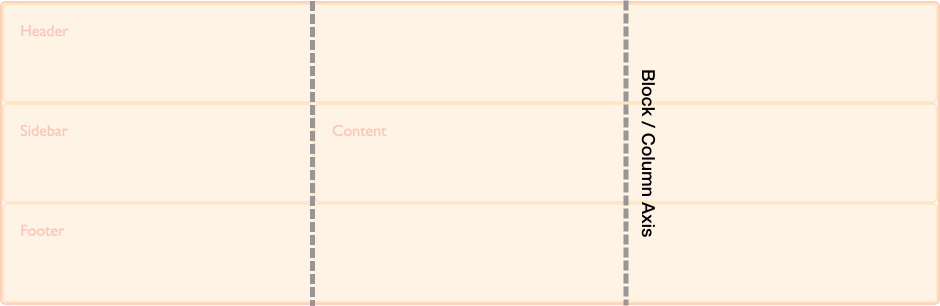 Header
Sidebar
Content
Footer
Block / Column Axis